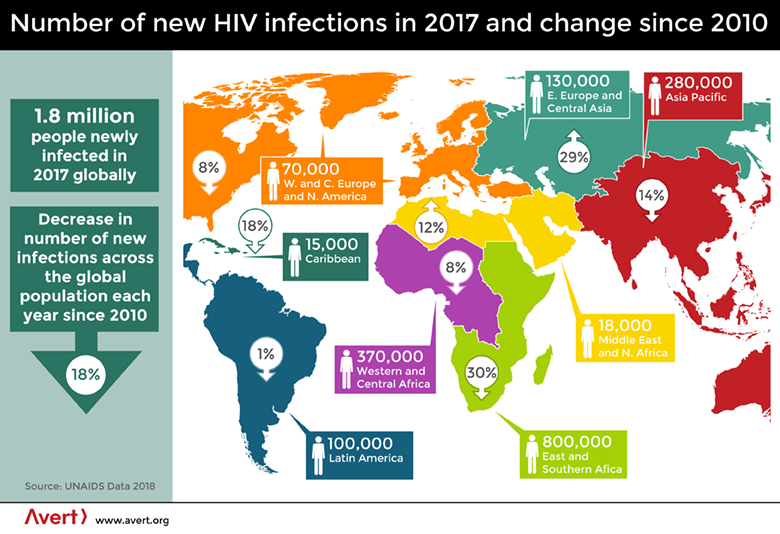 Number of new HIV infections in 2017 and change since 2010
1.8 million
people newly
infected in
2017 globally
Decrease in
number of new
infections across
the global
population each
year since 2010
18%
Source: UNAIDS Data 2018
8%
70,000
W. and C. Europe
and N. America
130,000
E. Europe and
Central Asia
29%
280,000
Asia Pacific
14%
18%
15,000
Caribbean
12%
8%
18,000
Middle East
and N. Africa
1%
370,000
Western and
Central Africa
30%
100,000
Latin America
800,000
East and
Southern Afica
Avert
www.avert.org